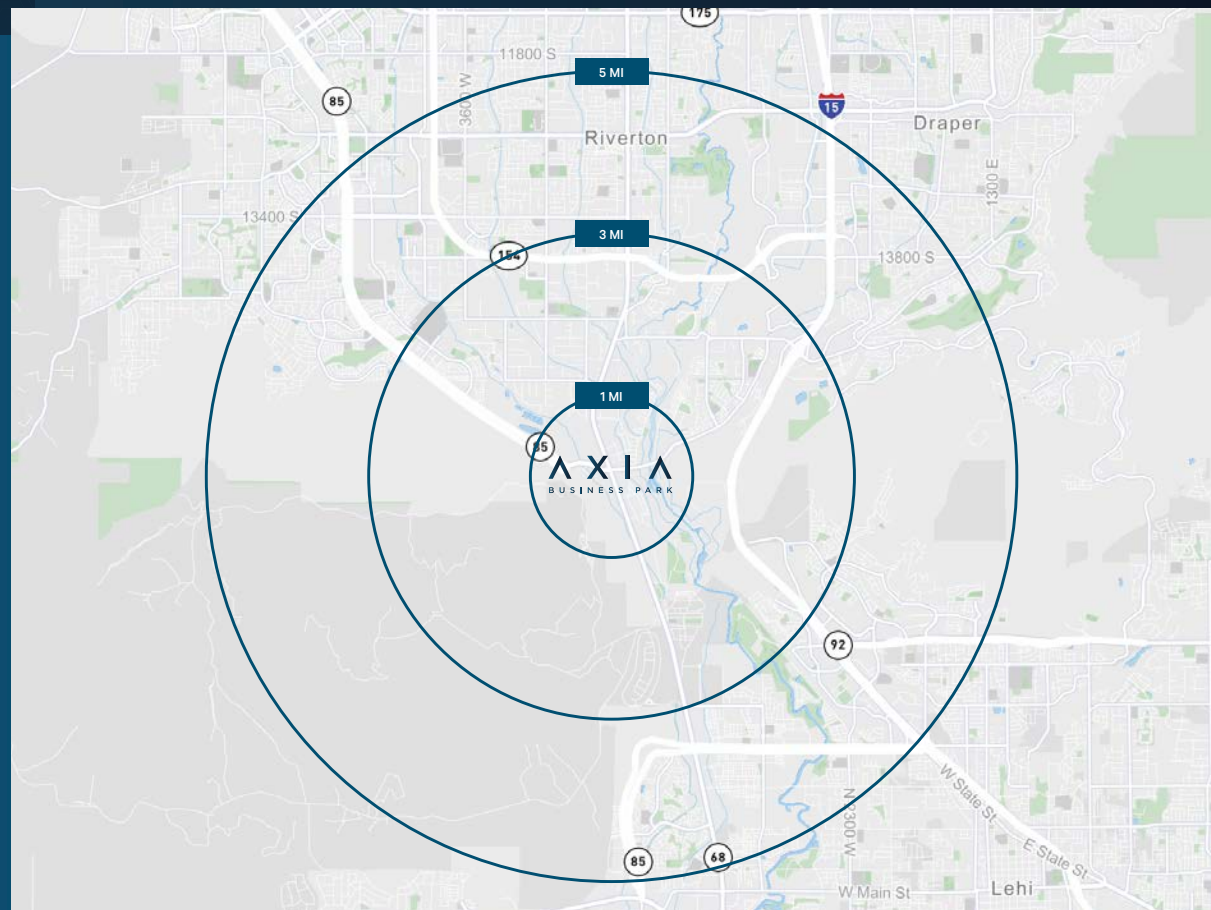 175
11800 S
5 MI
85
3600 W
15
Draper
Riverton
1300 E
13400 S
3 MI
154
13800 S
1 MI
85
AXIA
BUSINESS PARK
92
W State St
N 2300 W
E State St
85
68
W Main St
Lehi